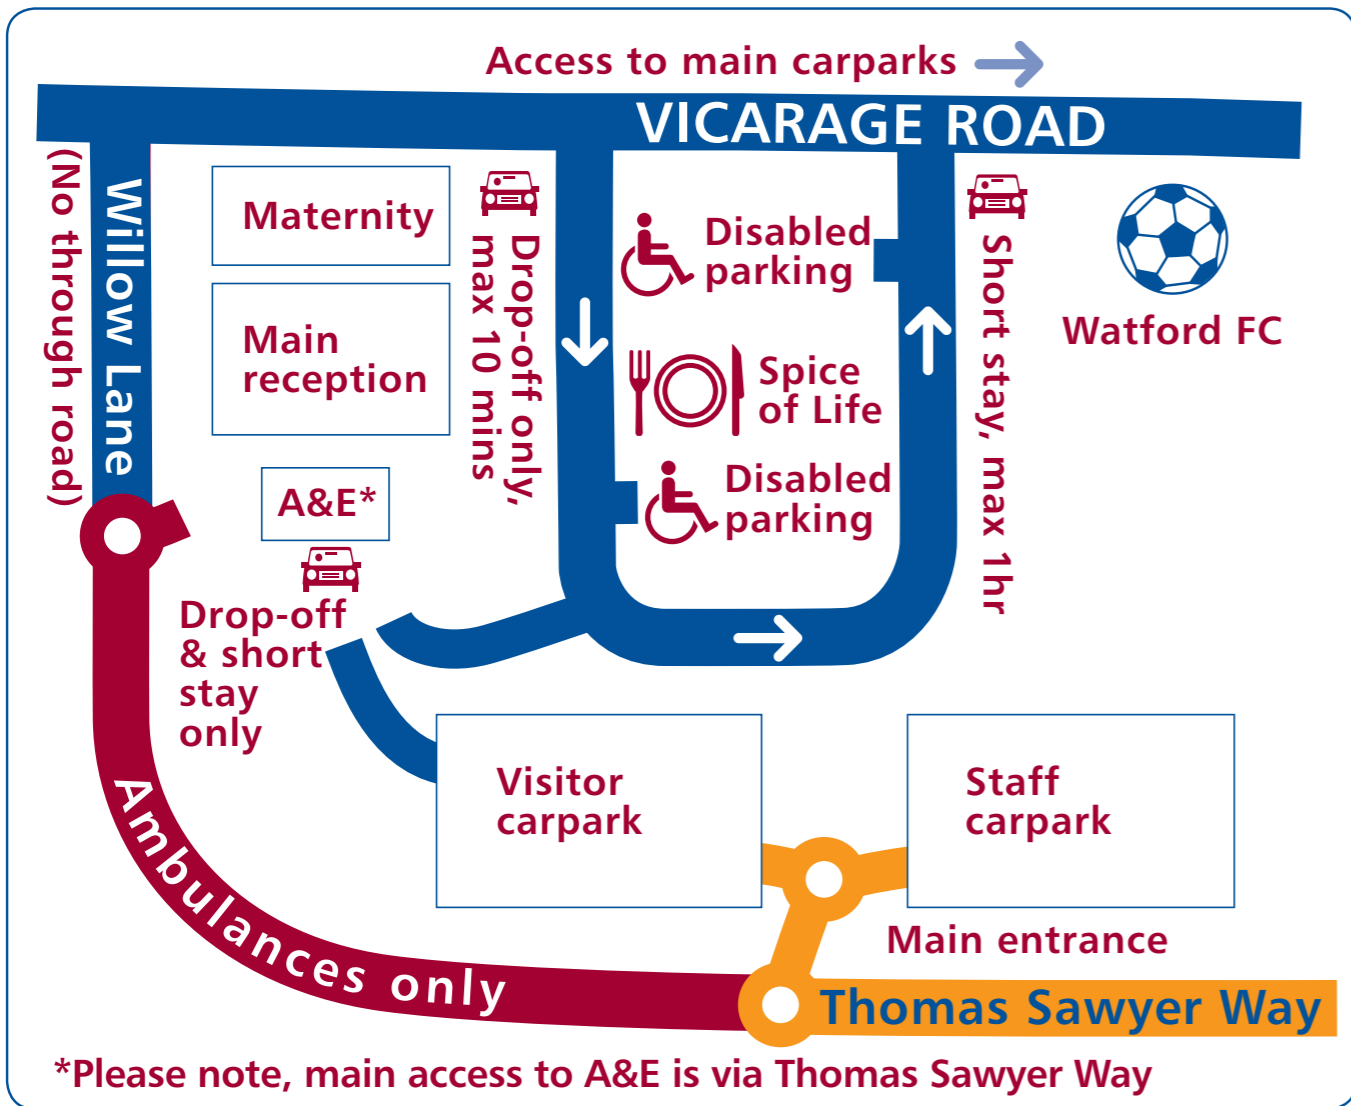 Access to main carparks
VICARAGE ROAD
Willow Lane
(No through road)
Maternity
Main
reception
A&E*
Drop-off
& short
stay
only
Drop-off only,
max 10 mins
Disabled
parking
Spice
of Life
Disabled
parking
Short stay, max 1hr
Watford FC
Visitor
carpark
Staff
carpark
Main entrance
Ambulances only
Thomas Sawyer Way
*Please note, main access to A&E is via Thomas Sawyer Way